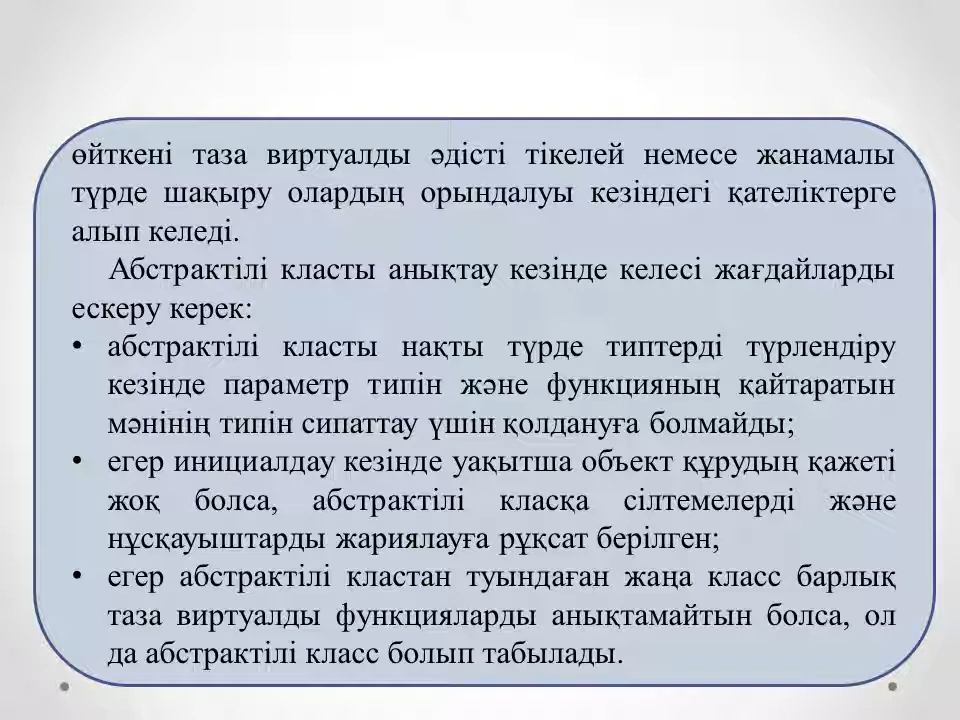 өйткені таза виртуалды әдісті тікелей немесе жанамалы
түрде шақыру олардың орындалуы кезіндегі қателіктерге
алып келеді.
Абстрактілі класты анықтау кезінде келесі жағдайларды
ескеру керек:
• абстрактілі класты нақты түрде типтерді түрлендіру
кезінде параметр типін және функцияның қайтаратын
мәнінің типін сипаттау үшін қолдануға болмайды;
• егер инициалдау кезінде уақытша объект құрудың қажеті
жоқ болса, абстрактілі класқа сілтемелерді және
нұсқауыштарды жариялауға рұқсат берілген;
• егер абстрактілі кластан туындаған жаңа класс барлық
таза виртуалды функцияларды анықтамайтын болса, ол
да абстрактілі класс болып табылады.